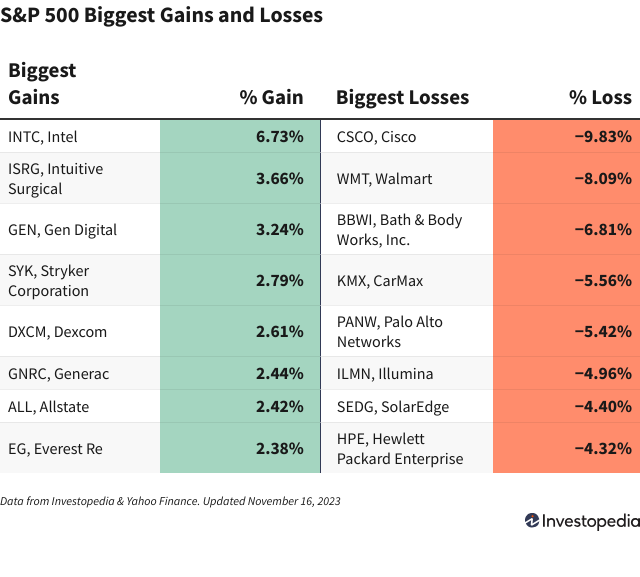 S&P 500 Biggest Gains and Losses
Biggest
Gains
% Gain
Biggest Losses
% Loss
INTC, Intel
6.73%
CSCO, Cisco
−9.83%
ISRG, Intuitive
Surgical
3.66%
WMT, Walmart
−8.09%
GEN, Gen Digital
3.24%
BBWI, Bath & Body
Works, Inc.
−6.81%
SYK, Stryker
Corporation
2.79%
KMX, CarMax
−5.56%
DXCM, Dexcom
2.61%
PANW, Palo Alto
Networks
−5.42%
GNRC, Generac
2.44%
ILMN, Illumina
−4.96%
ALL, Allstate
2.42%
SEDG, SolarEdge
−4.40%
EG, Everest Re
2.38%
HPE, Hewlett
Packard Enterprise
−4.32%
Data from Investopedia & Yahoo Finance. Updated November 16, 2023
Investopedia